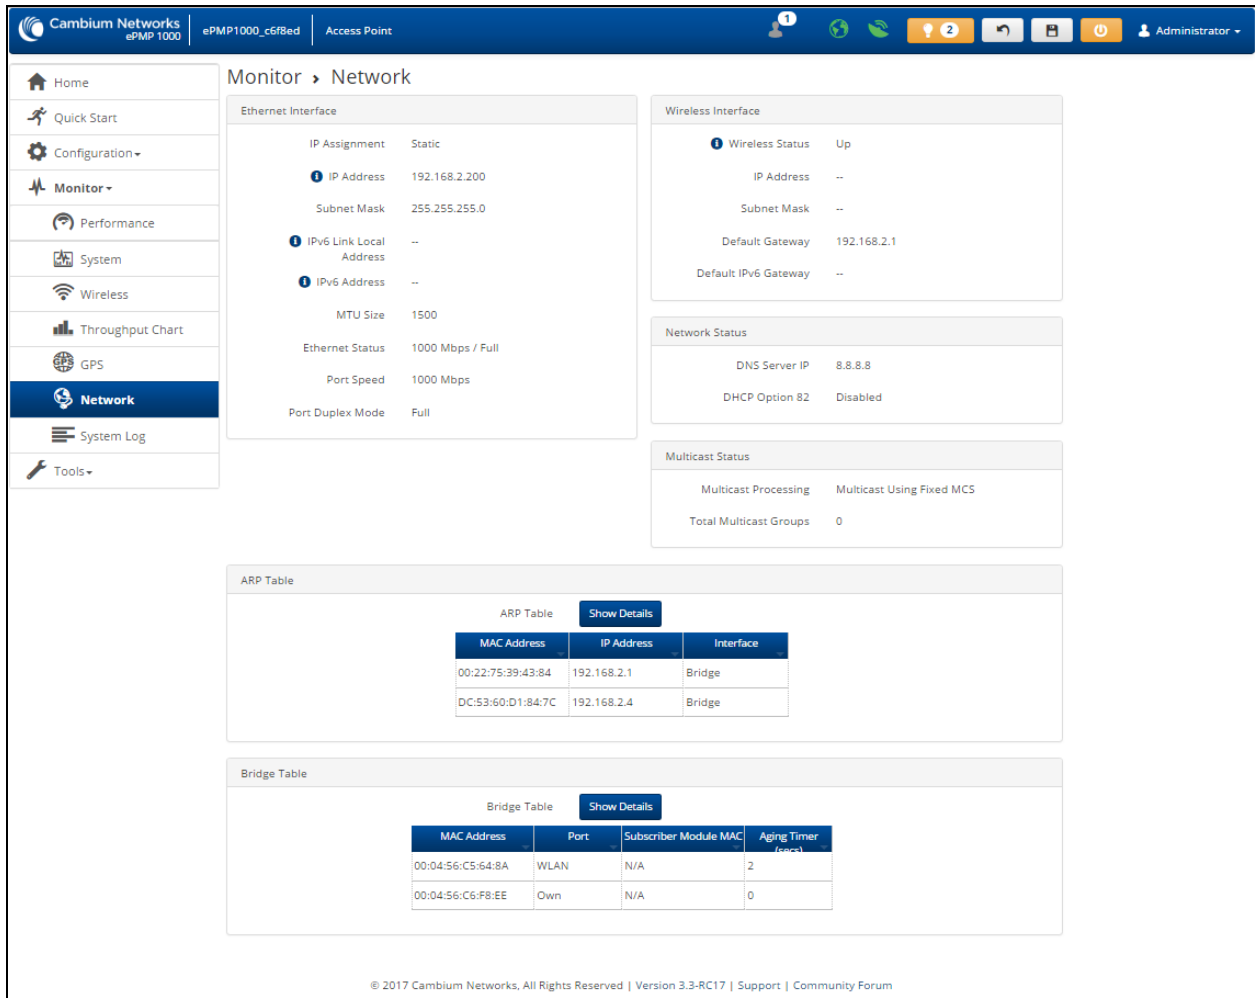 Cambium Networks
ePMP 1000
ePMP1000_c6f8ed
Access Point
1
2
Administrator
Home
Quick Start
Configuration
Monitor
Performance
System
Wireless
Throughput Chart
GPS
GPS
Network
System Log
Tools
Monitor › Network
Ethernet Interface
IP Assignment Static
IP Address 192.168.2.200
Subnet Mask 255.255.255.0
IPv6 Link Local
Address --
IPv6 Address --
MTU Size 1500
Ethernet Status 1000 Mbps / Full
Port Speed 1000 Mbps
Port Duplex Mode Full
Wireless Interface
Wireless Status Up
IP Address --
Subnet Mask --
Default Gateway 192.168.2.1
Default IPv6 Gateway --
Network Status
DNS Server IP 8.8.8.8
DHCP Option 82 Disabled
Multicast Status
Multicast Processing Multicast Using Fixed MCS
Total Multicast Groups 0
ARP Table
ARP Table Show Details
MAC Address IP Address Interface
00:22:75:39:43:84 192.168.2.1 Bridge
DC:53:60:D1:84:7C 192.168.2.4 Bridge
Bridge Table
Bridge Table Show Details
MAC Address Port Subscriber Module MAC Aging Timer
(secs)
00:04:56:C5:64:8A WLAN N/A 2
00:04:56:C6:F8:EE Own N/A 0
© 2017 Cambium Networks, All Rights Reserved | Version 3.3-RC17 | Support | Community Forum